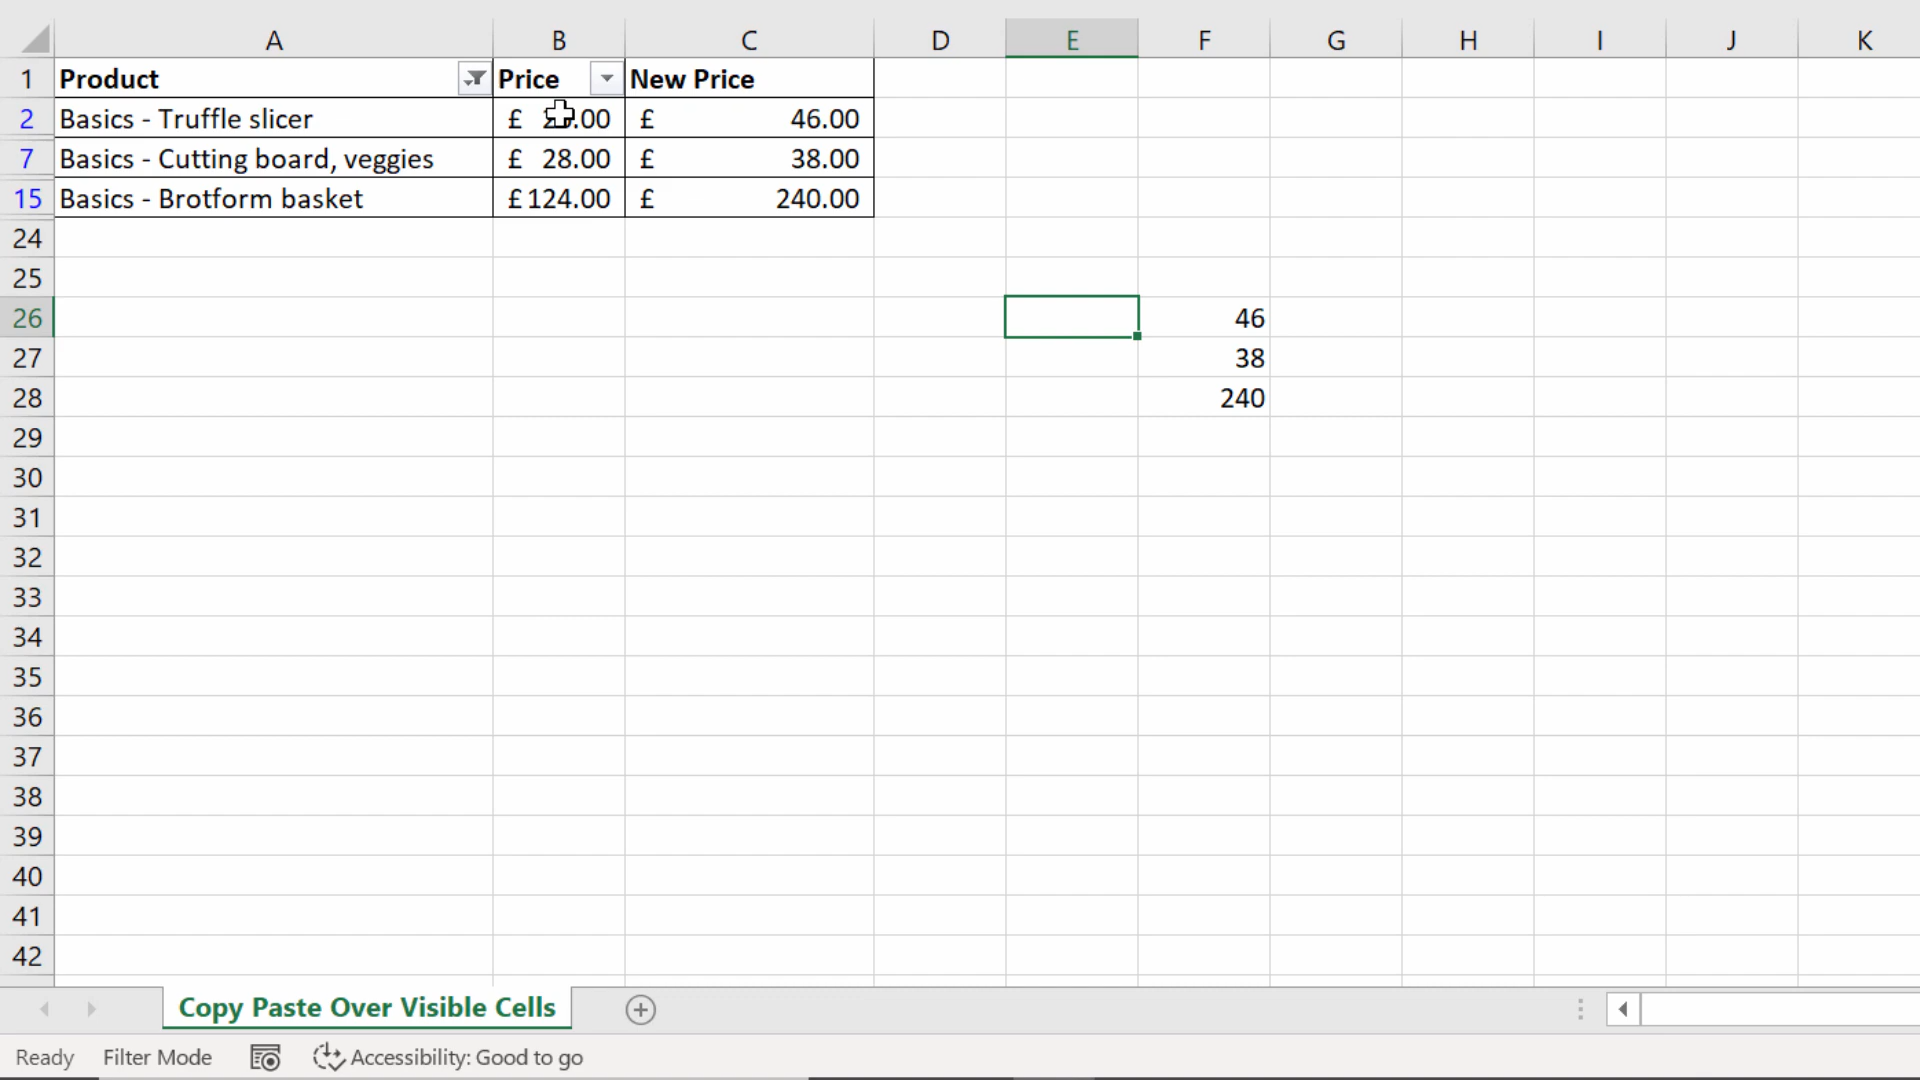 A B C D E F G H I J K
1 Product Price New Price
2 Basics - Truffle slicer £ .00 £ 46.00
7 Basics - Cutting board, veggies £ 28.00 £ 38.00
15 Basics - Brotform basket £ 124.00 £ 240.00
24
25
26 46
27 38
28 240
29
30
31
32
33
34
35
36
37
38
39
40
41
42
Copy Paste Over Visible Cells
Ready Filter Mode Accessibility: Good to go